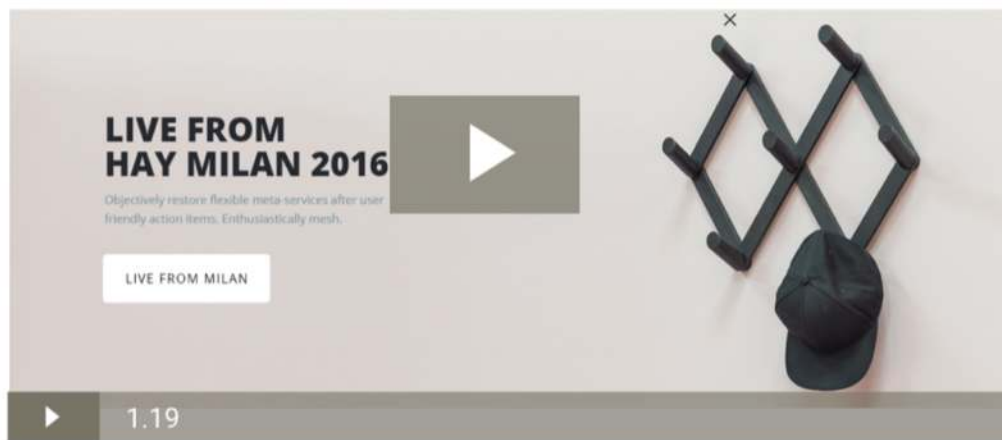 LIVE FROM
HAY MILAN 2016
Objectively restore flexible meta-services after user
friendly action items. Enthusiastically mesh.
LIVE FROM MILAN
1.19